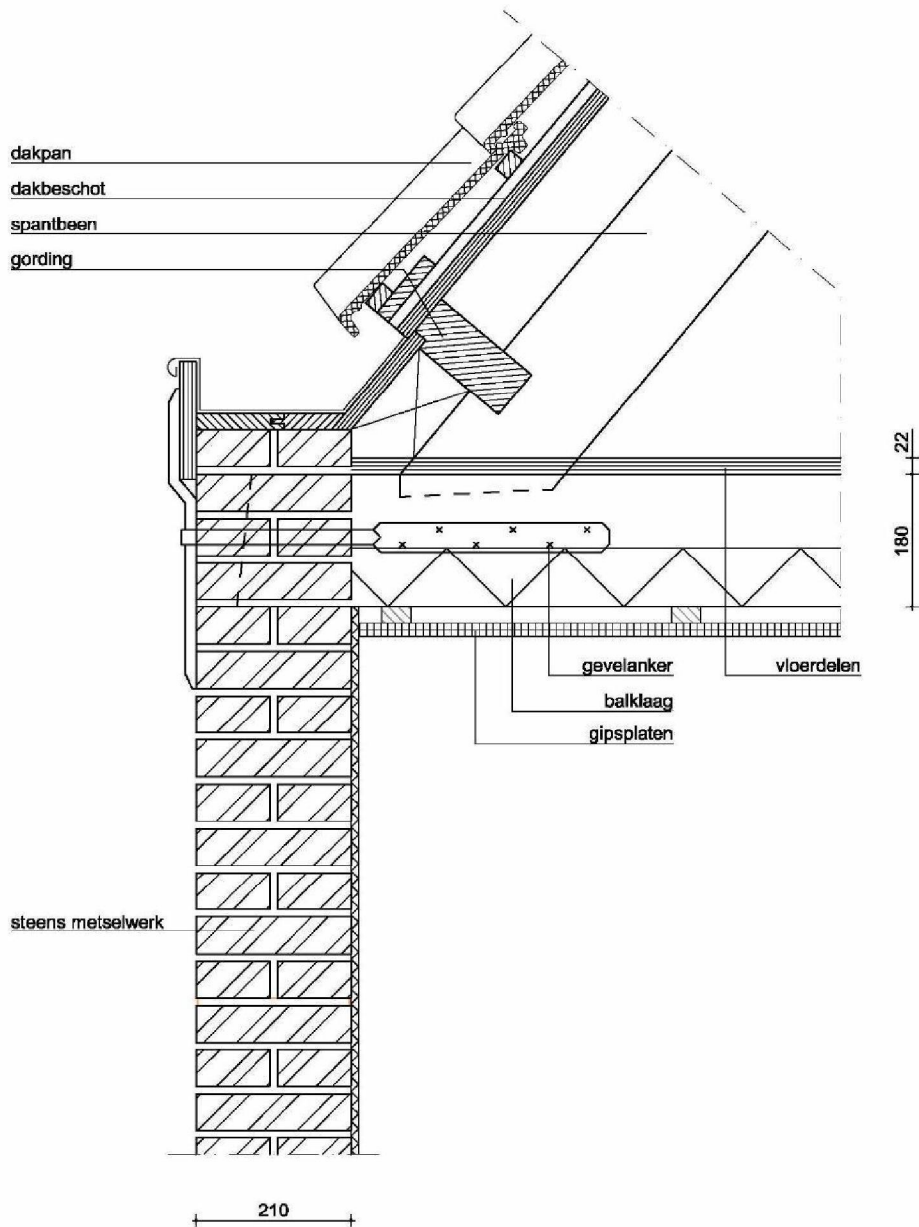 dakpan
dakbeschot
spantbeen
gording
22
180
gevelanker
vloerdelen
balklaag
gipsplaten
steens metselwerk
210